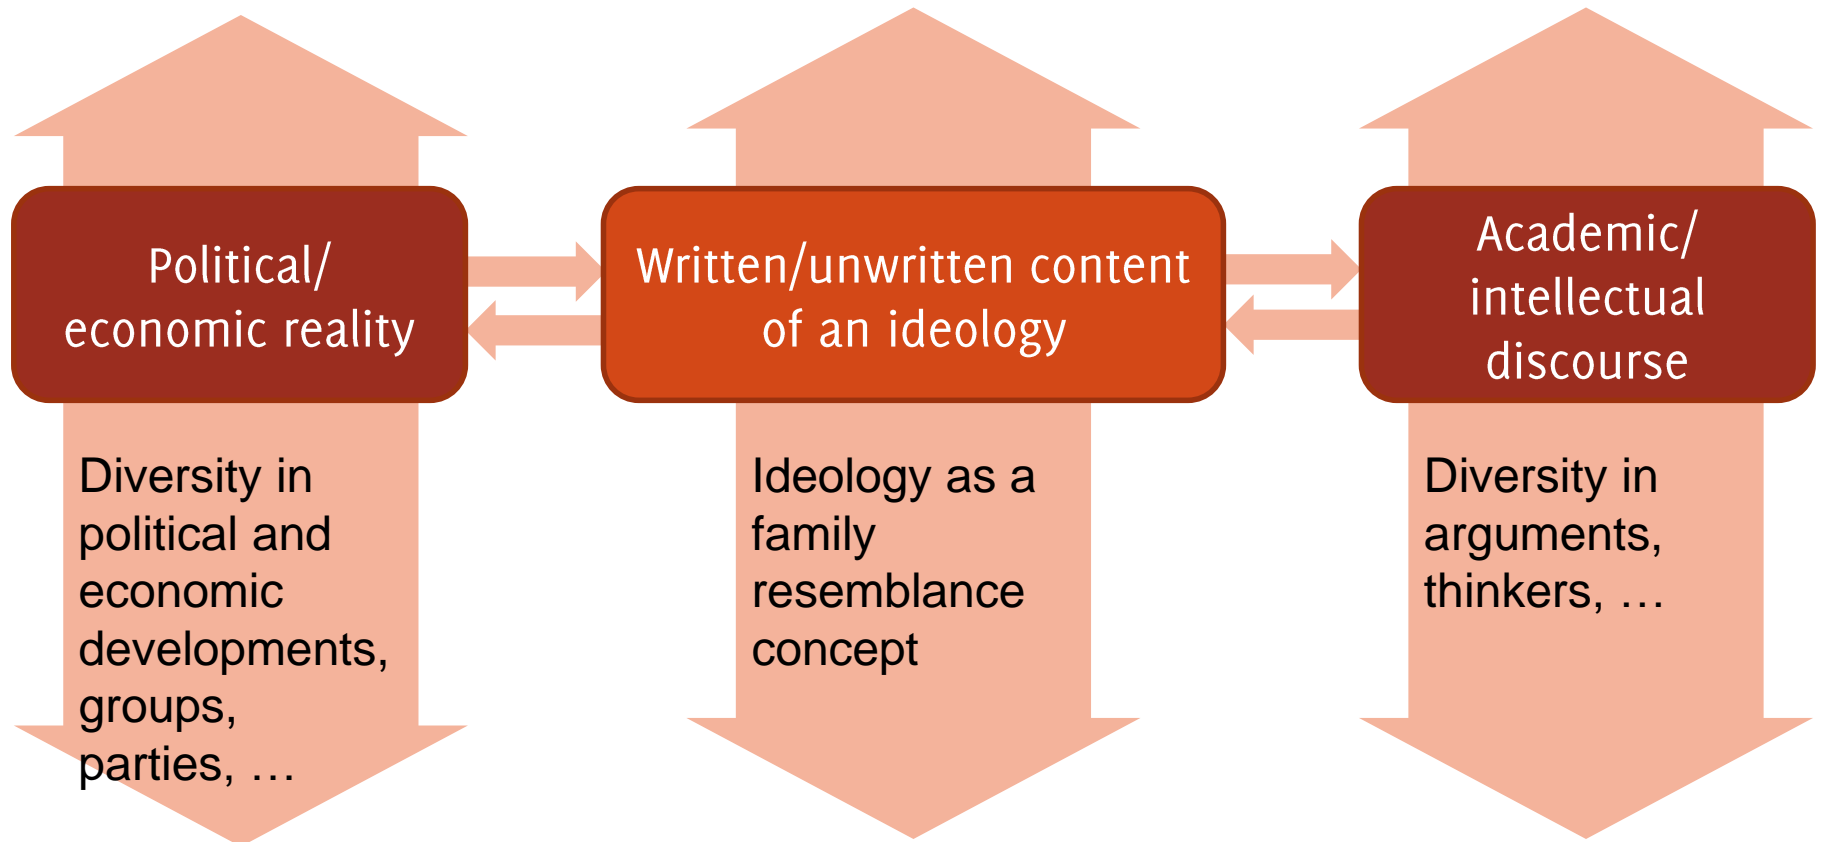 Political/
economic reality
Written/unwritten content
of an ideology
Academic/
intellectual
discourse
Diversity in
political and
economic
developments,
groups,
parties, …
Ideology as a
family
resemblance
concept
Diversity in
arguments,
thinkers, …